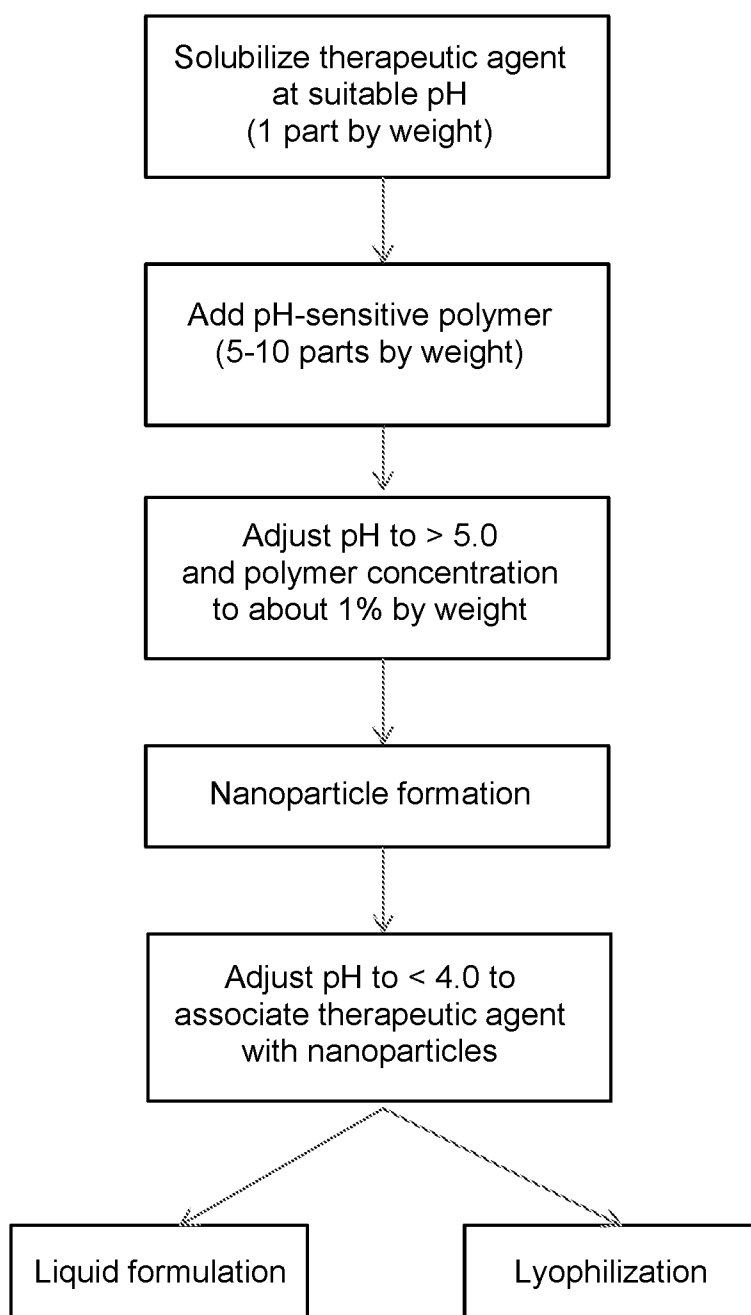 Solubilize therapeutic agent
at suitable pH
(1 part by weight)
Add pH-sensitive polymer
(5-10 parts by weight)
Adjust pH to > 5.0
and polymer concentration
to about 1% by weight
Nanoparticle formation
Adjust pH to < 4.0 to
associate therapeutic agent
with nanoparticles
Liquid formulation
Lyophilization